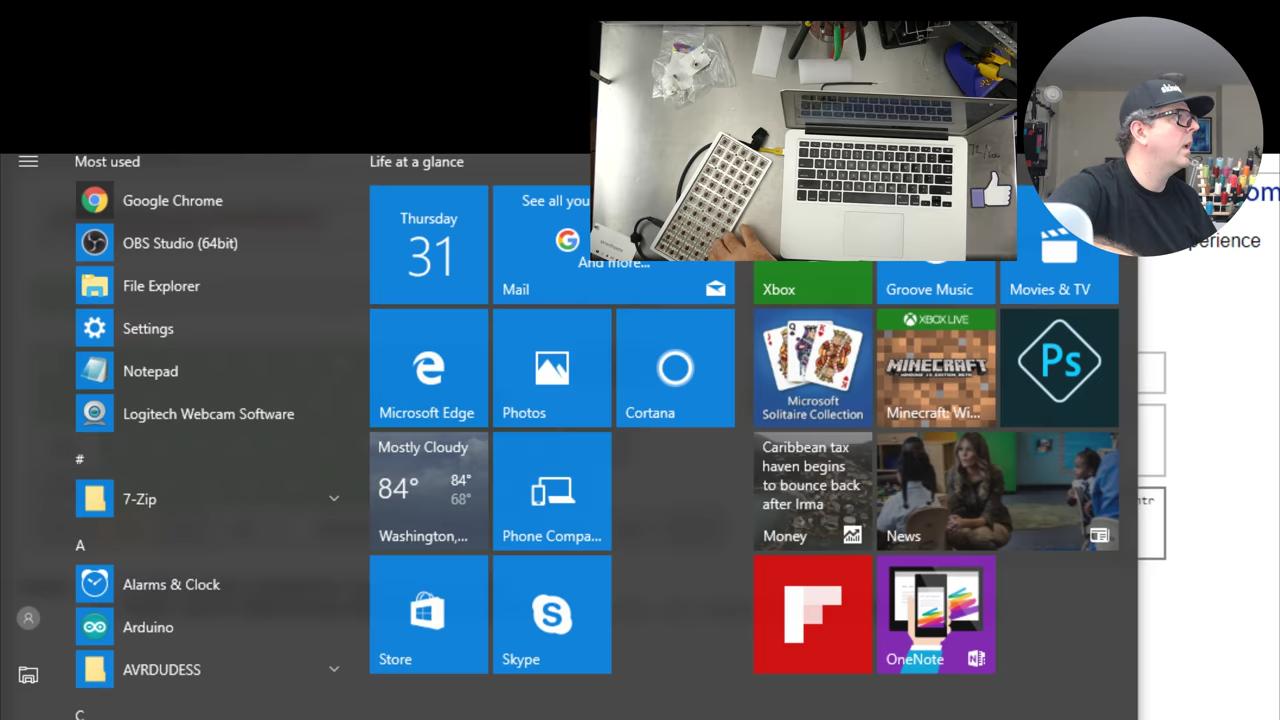 Most used
Google Chrome
OBS Studio (64bit)
File Explorer
Settings
Notepad
Logitech Webcam Software
#
7-Zip
A
Alarms & Clock
Arduino
AVRDUDESS
C
Life at a glance
Thursday
31
See all you
And more...
Mail
Microsoft Edge
Photos
Cortana
Mostly Cloudy
84°
84°
68°
Washington,...
Phone Compa...
Store
Skype
Xbox
Groove Music
Movies & TV
Microsoft
Solitaire Collection
XBOX LIVE
MINECRAFT
Minecraft: Wi...
Ps
Caribbean tax
haven begins
to bounce back
after Irma
Money
News
OneNote
om
perience
ntr